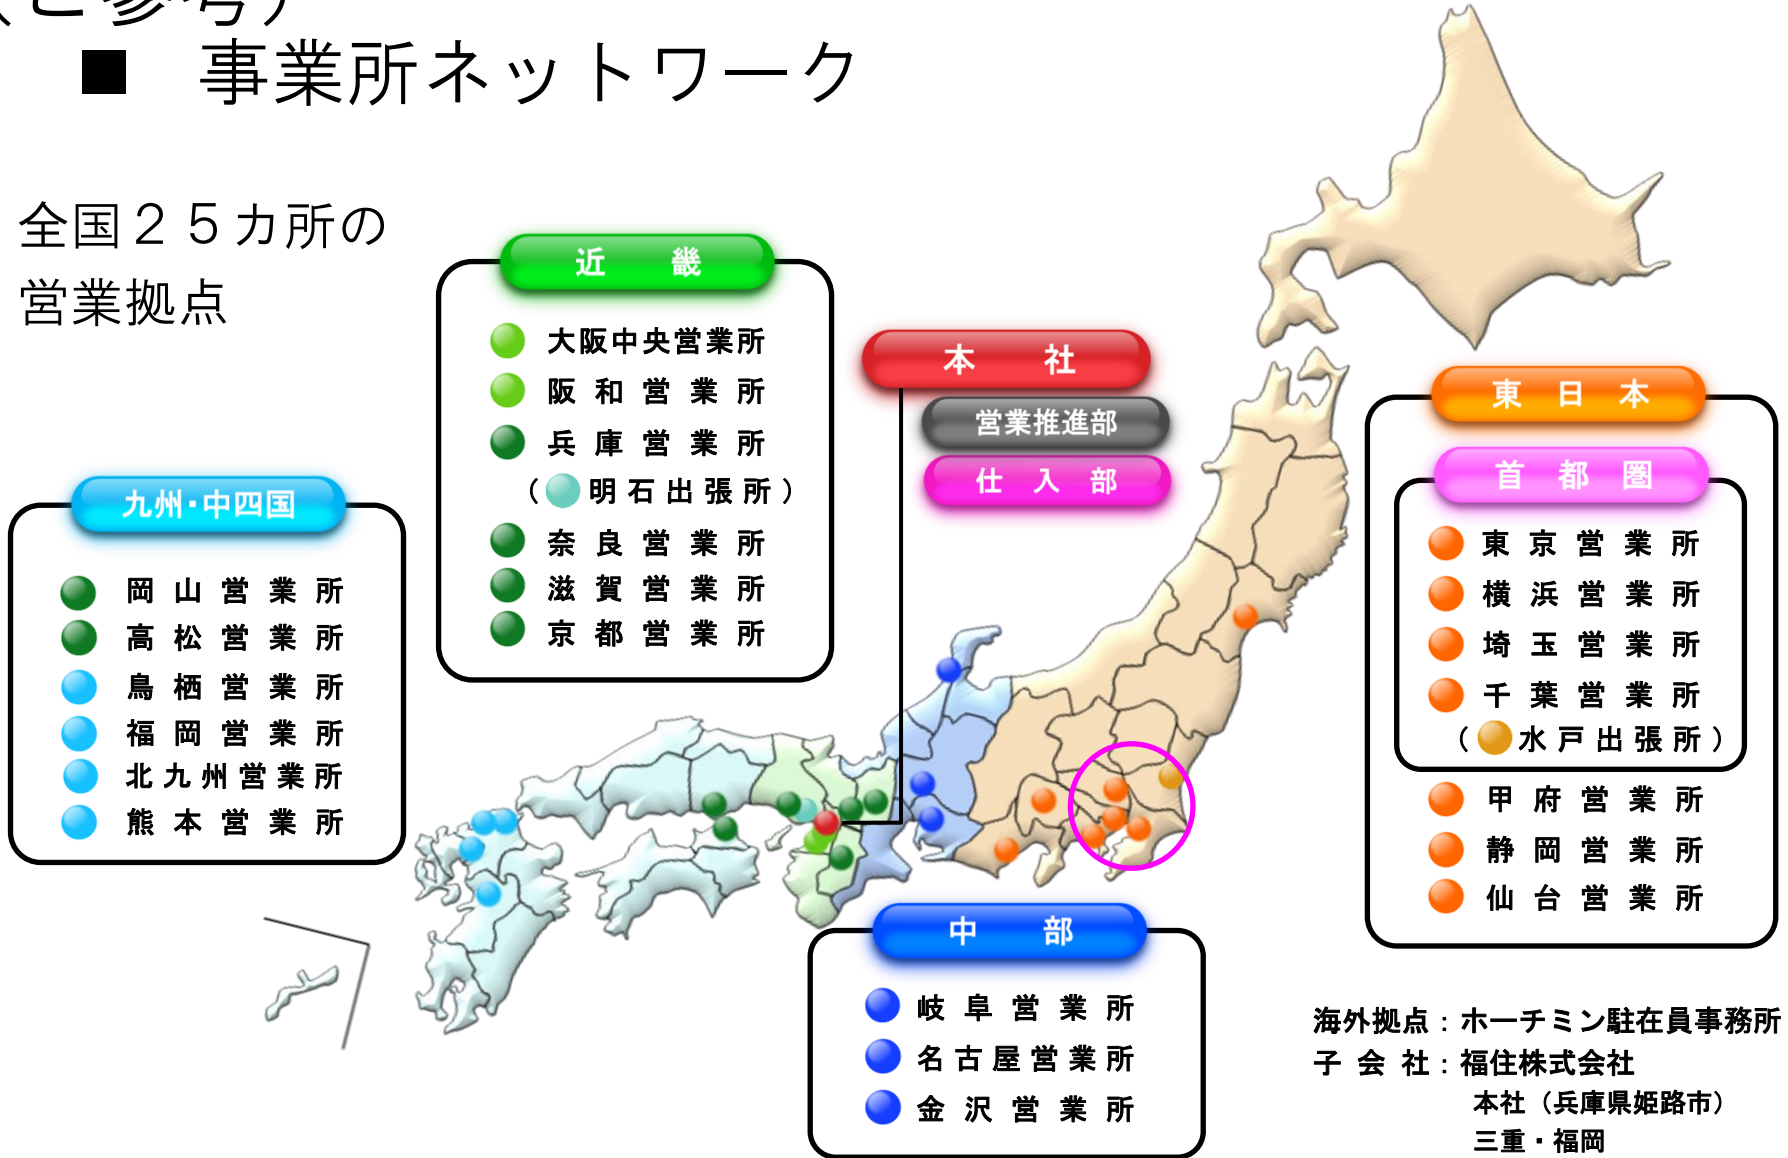 (ご参考)
■ 事業所ネットワーク
全国２５カ所の
営業拠点
近畿
大阪中央営業所
阪和営業所
兵庫営業所
(明石出張所)
奈良営業所
滋賀営業所
京都営業所
本社
営業推進部
仕入部
九州・中四国
岡山営業所
高松営業所
鳥栖営業所
福岡営業所
北九州営業所
熊本営業所
東日本
首都圏
東京営業所
横浜営業所
埼玉営業所
千葉営業所
(水戸出張所)
甲府営業所
静岡営業所
仙台営業所
中部
岐阜営業所
名古屋営業所
金沢営業所
海外拠点：ホーチミン駐在員事務所
子会社：福住株式会社
本社（兵庫県姫路市）
三重・福岡